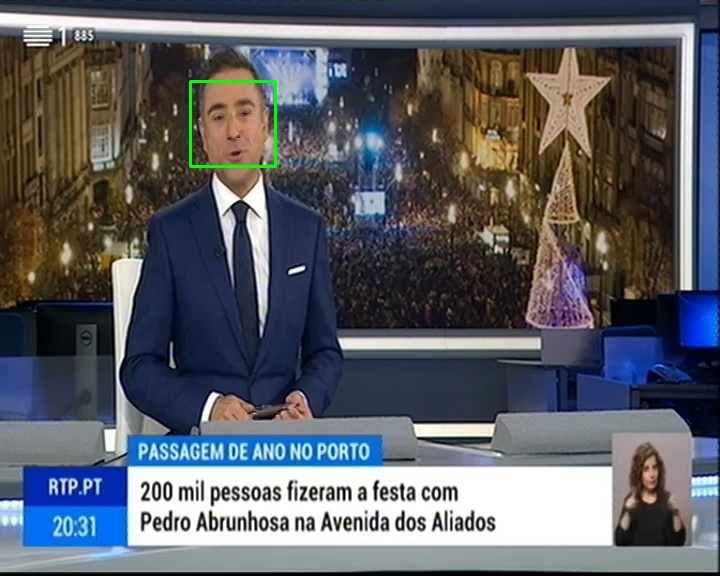 1 885
PASSAGEM DE ANO NO PORTO
RTP.PT
200 mil pessoas fizeram a festa com
20:31
Pedro Abrunhosa na Avenida dos Aliados
DELL